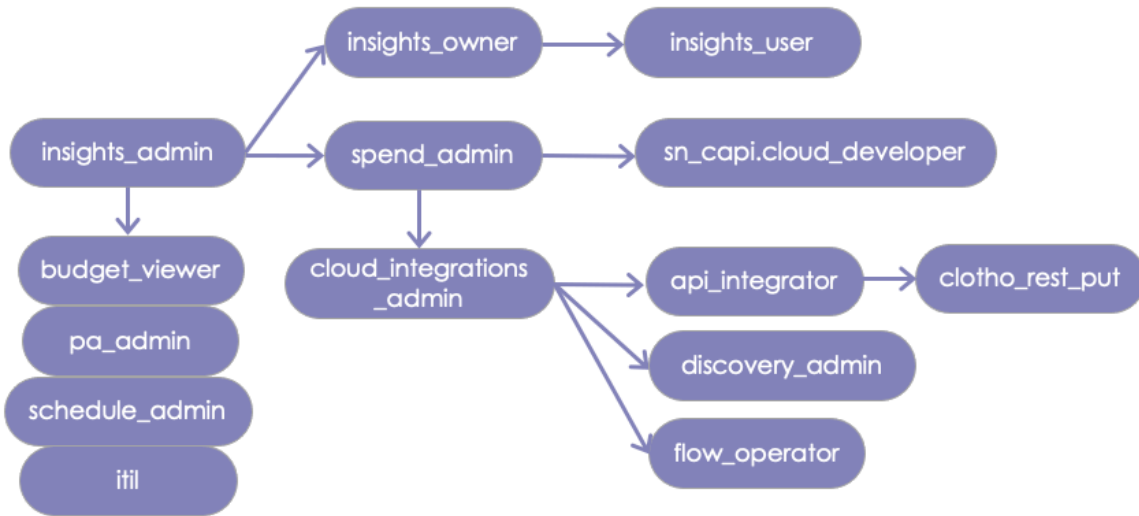 insights_owner
insights_user
insights_admin
spend_admin
sn_capi.cloud_developer
budget_viewer
cloud_integrations
_admin
api_integrator
clotho_rest_put
pa_admin
discovery_admin
schedule_admin
flow_operator
itil